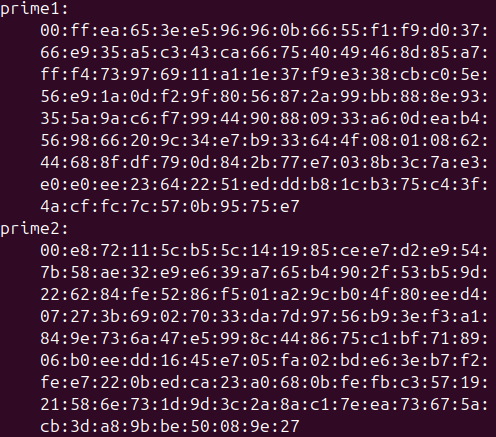 prime1:
00:ff:ea:65:3e:e5:96:96:0b:66:55:f1:f9:d0:37:
66:e9:35:a5:c3:43:ca:66:75:40:49:46:8d:85:a7:
ff:f4:73:97:69:11:a1:1e:37:f9:e3:38:cb:c0:5e:
56:e9:1a:0d:f2:9f:80:56:87:2a:99:bb:88:8e:93:
35:5a:9a:c6:f7:99:44:90:88:09:33:a6:0d:ea:b4:
56:98:66:20:9c:34:e7:b9:33:64:4f:08:01:08:62:
44:68:8f:df:79:0d:84:2b:77:e7:03:8b:3c:7a:e3:
e0:e0:ee:23:64:22:51:ed:dd:b8:1c:b3:75:c4:3f:
4a:cf:fc:7c:57:0b:95:75:e7
prime2:
00:e8:72:11:5c:b5:5c:14:19:85:ce:e7:d2:e9:54:
7b:58:ae:32:e9:e6:39:a7:65:b4:90:2f:53:b5:9d:
22:62:84:fe:52:86:f5:01:a2:9c:b0:4f:80:ee:d4:
07:27:3b:69:02:70:33:da:7d:97:56:b9:3e:f3:a1:
84:9e:73:6a:47:e5:99:8c:44:86:75:c1:bf:71:89:
06:b0:ee:dd:16:45:e7:05:fa:02:bd:e6:3e:b7:f2:
fe:e7:22:0b:ed:ca:23:a0:68:0b:fe:fb:c3:57:19:
21:58:6e:73:1d:9d:3c:2a:8a:c1:7e:ea:73:67:5a:
cb:3d:a8:9b:be:50:08:9e:27